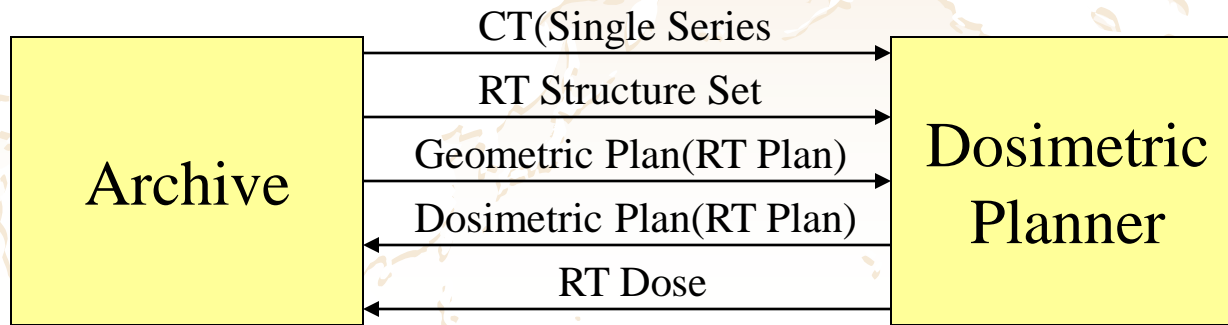 CT(Single Series
RT Structure Set
Geometric Plan(RT Plan)
Dosimetric Plan(RT Plan)
RT Dose
Archive
Dosimetric
Planner